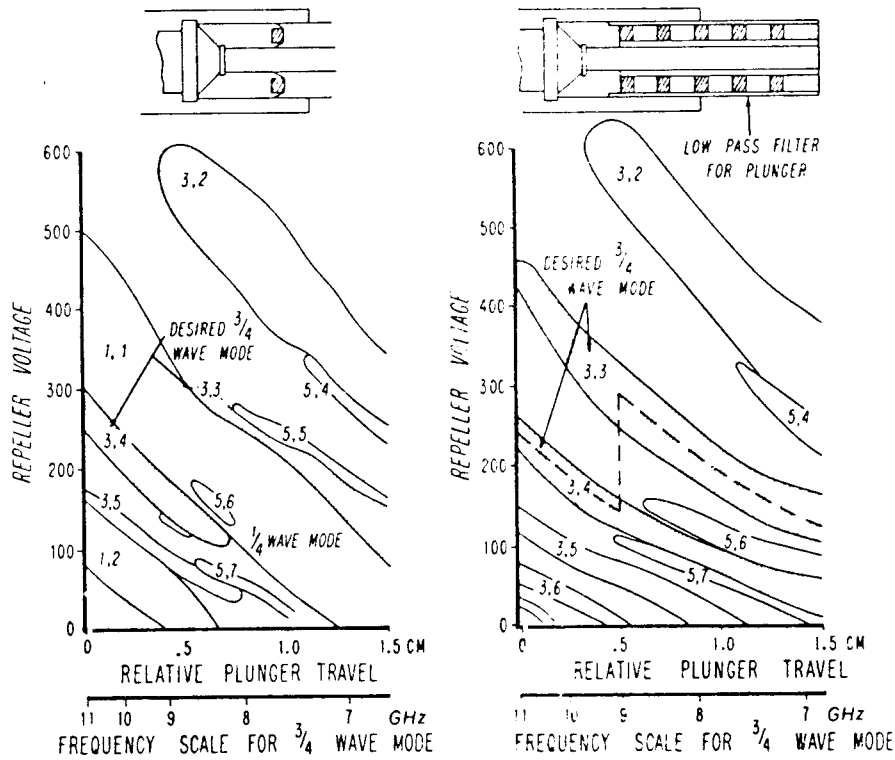 LOW PASS FILTER
FOR PLUNGER
REPELLER VOLTAGE
600
500
400
300
200
100
0
3,2
DESIRED 3/4
WAVE MODE
1,1
3,3
5,4
5,5
3,4
5,6
3,5
1/4 WAVE MODE
5,7
1,2
0
.5
1.0
1.5 CM
RELATIVE PLUNGER TRAVEL
11
10
9
8
7
GHz
FREQUENCY SCALE FOR 3/4 WAVE MODE
REPELLER VOLTAGE
600
500
400
300
200
100
0
3,2
DESIRED 3/4
WAVE MODE
3,3
5,4
3,4
5,6
3,5
5,7
3,6
0
.5
1.0
1.5 CM
RELATIVE PLUNGER TRAVEL
11
10
9
8
7
GHz
FREQUENCY SCALE FOR 3/4 WAVE MODE